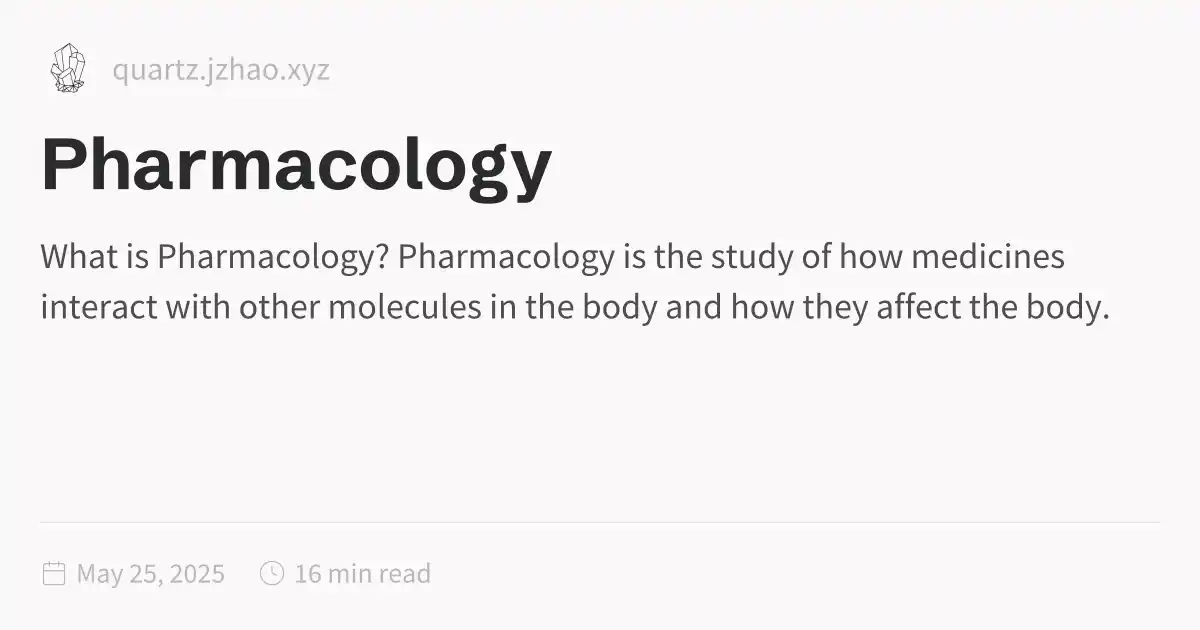 quartz.jzhao.xyz
Pharmacology
What is Pharmacology? Pharmacology is the study of how medicines
interact with other molecules in the body and how they affect the body.
May 25, 2025 16 min read